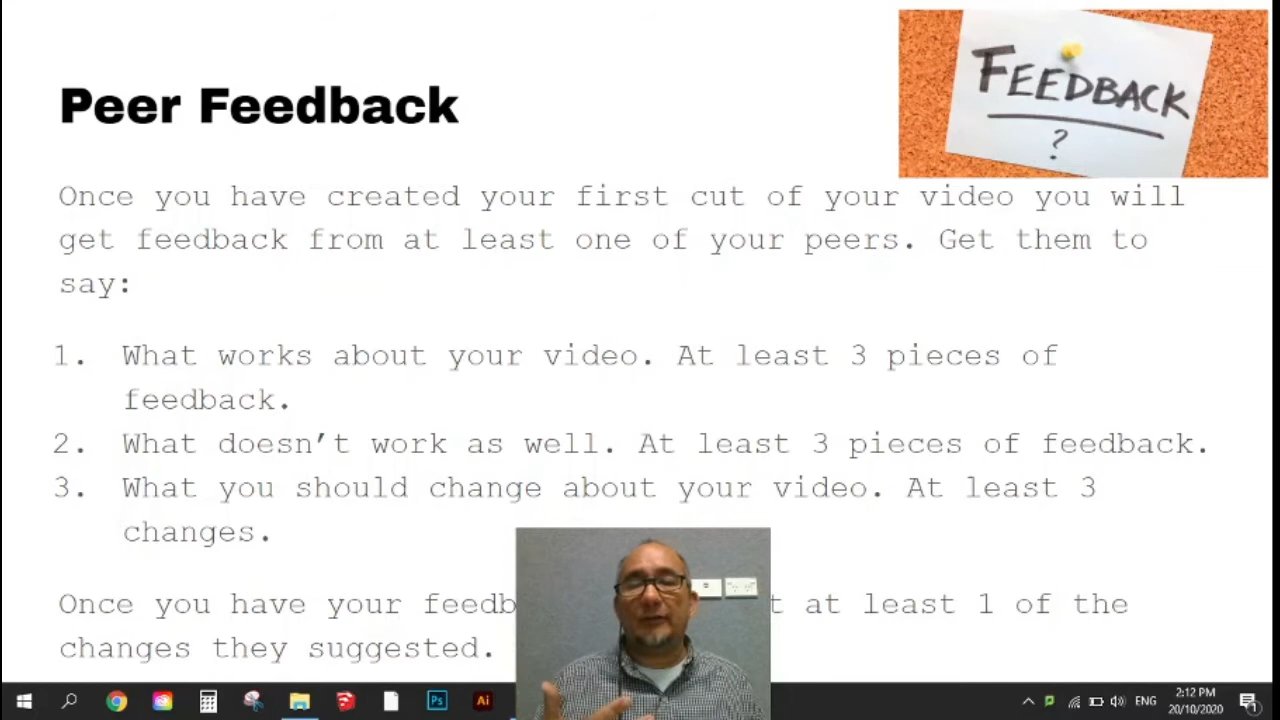 FEEDBACK
?
Peer Feedback
Once you have created your first cut of your video you will
get feedback from at least one of your peers. Get them to
say:
1. What works about your video. At least 3 pieces of
feedback.
2. What doesn’t work as well. At least 3 pieces of feedback.
3. What you should change about your video. At least 3
changes.
Once you have your at least 1 of the
changes they suggested.
Ps
Ai
ENG
2:12 PM
20/10/2020
1